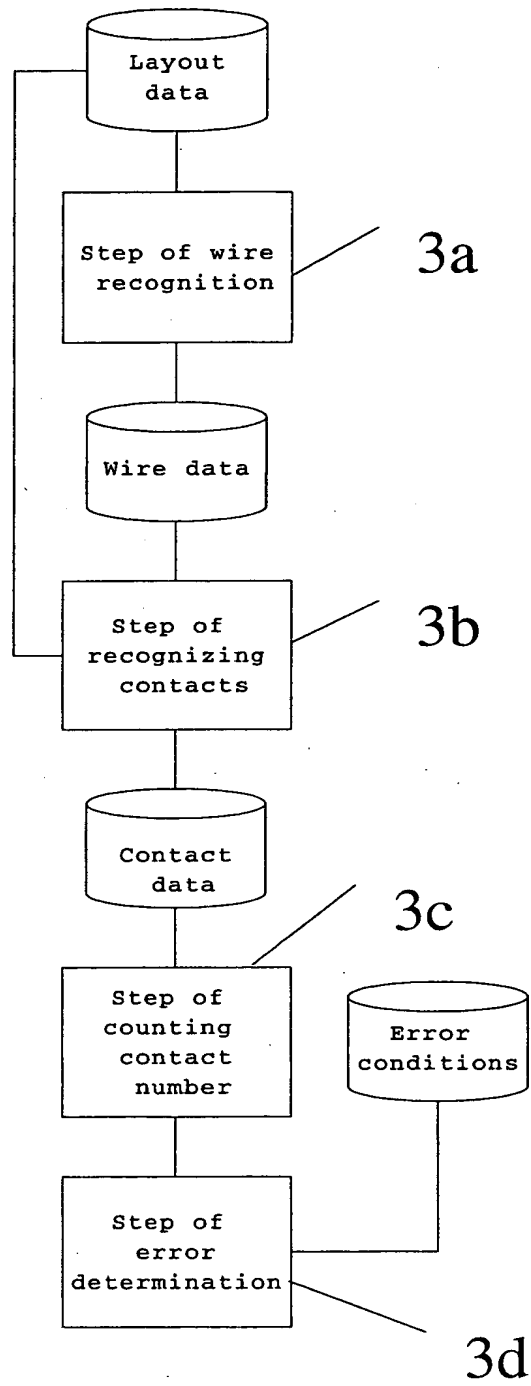 Layout
data
Step of wire
recognition
3a
Wire data
Step of
recognizing
contacts
3b
Contact
data
3c
Step of
counting
contact
number
Error
conditions
Step of
error
determination
3d